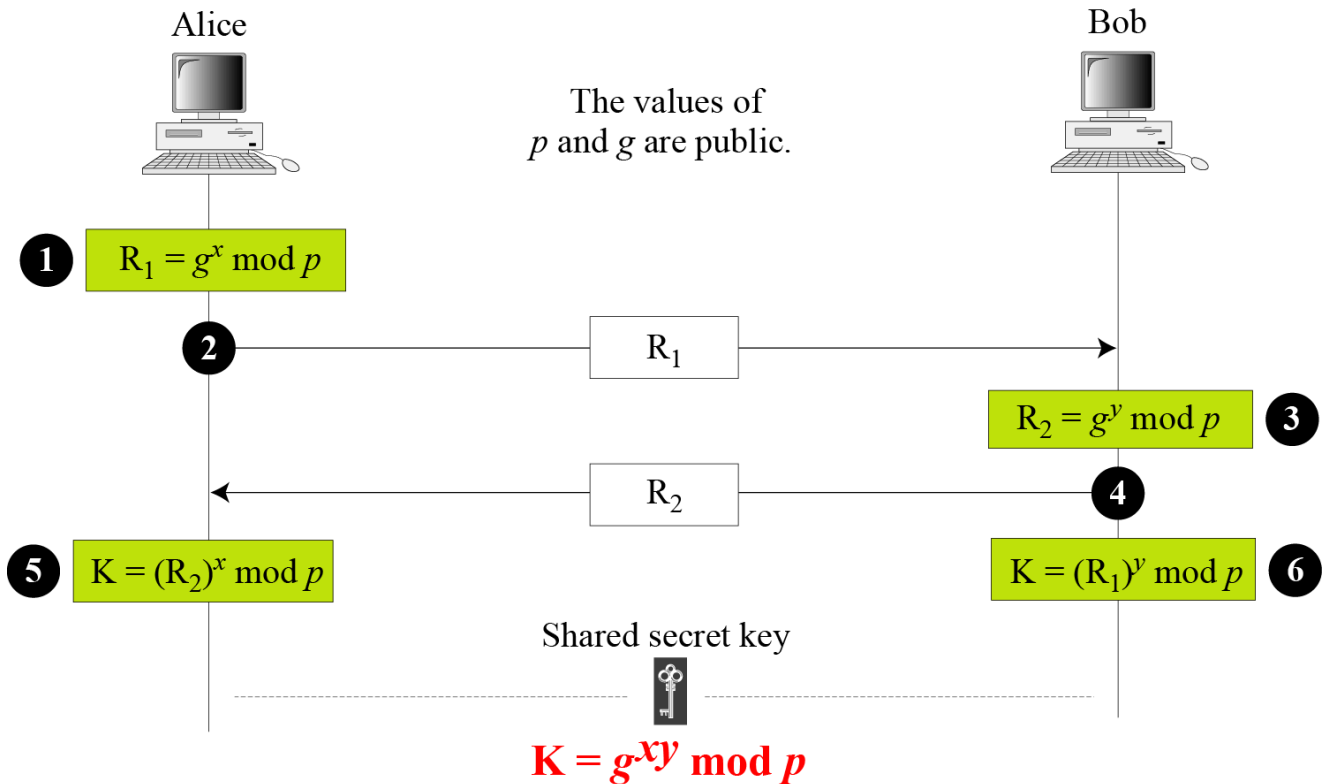 Alice
Bob
The values of
p and g are public.
1
R₁ = gˣ mod p
2
R₁
R₂ = gʸ mod p
3
R₂
4
5
K = (R₂)ˣ mod p
K = (R₁)ʸ mod p
6
Shared secret key
K = gˣʸ mod p